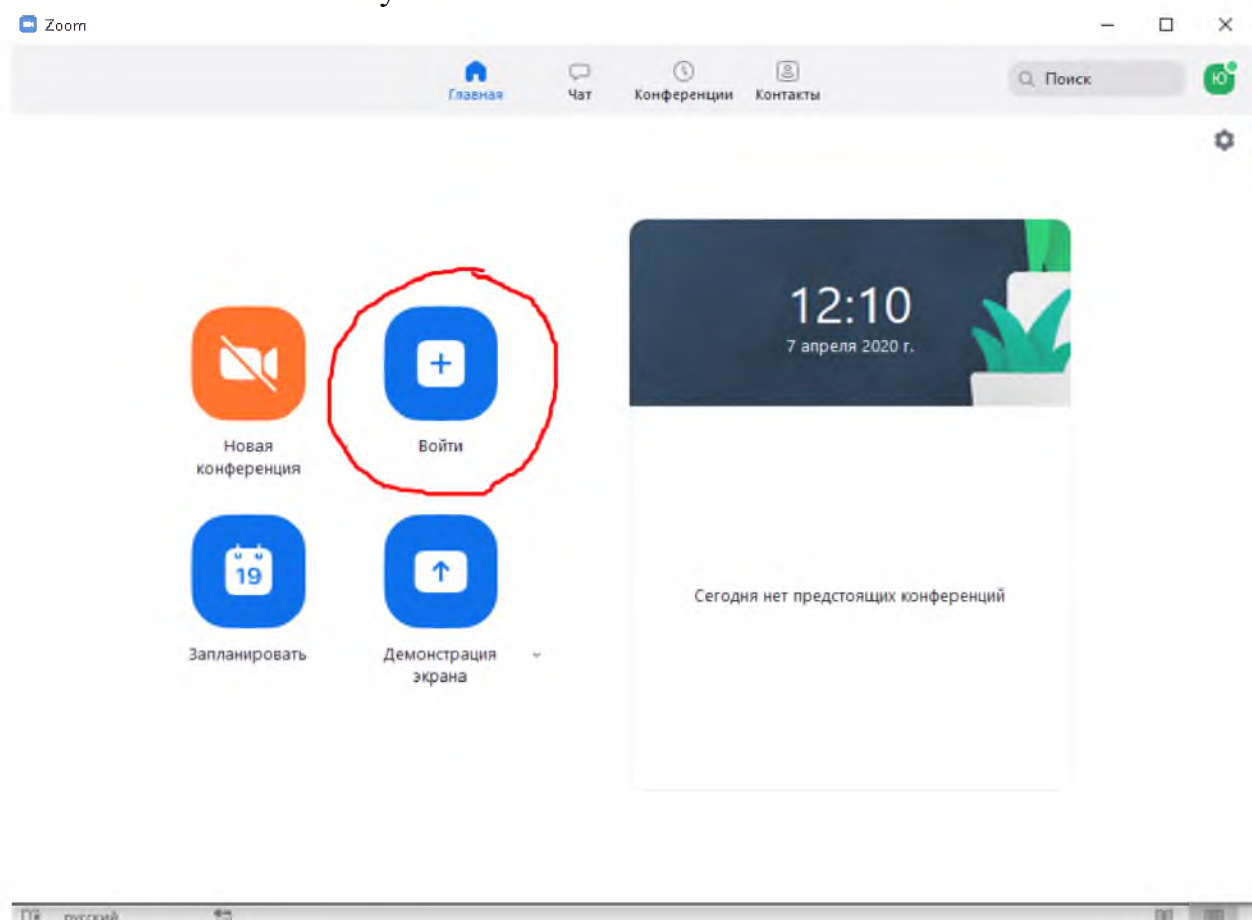 Zoom
Главная
Чат
Конференции
Контакты
Поиск
Ю
12:10
7 апреля 2020 г.
Новая
конференция
Войти
19
Запланировать
Демонстрация
экрана
Сегодня нет предстоящих конференций
русский